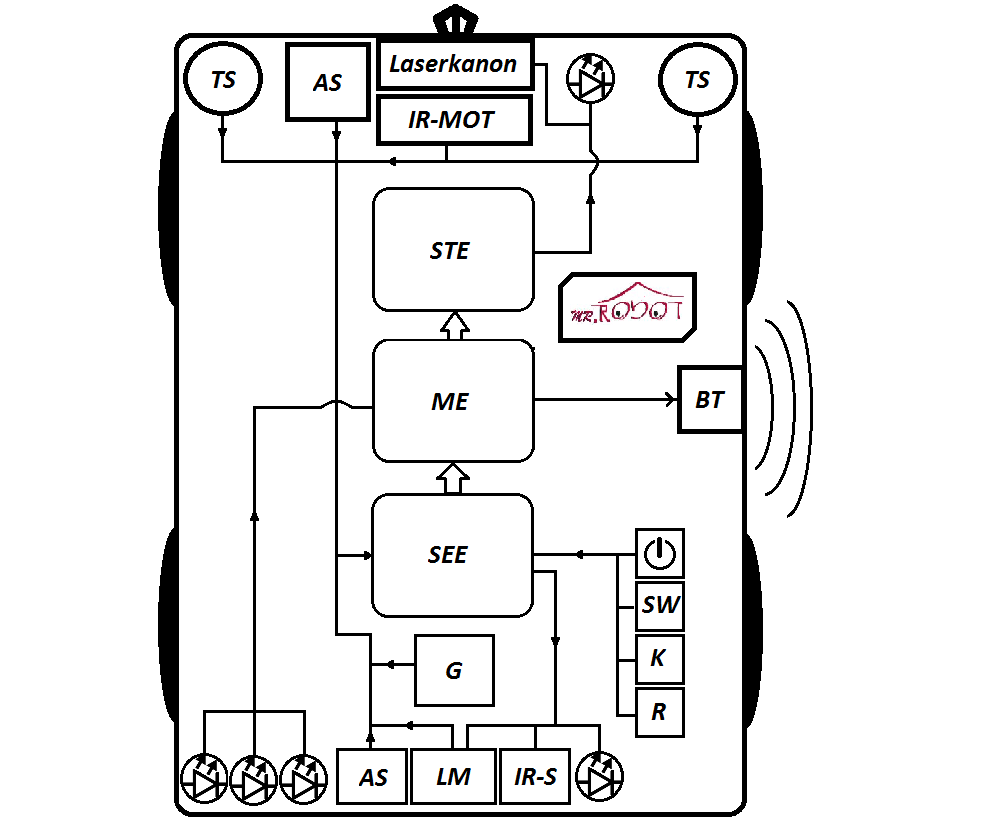 Laserkanon
TS
AS
TS
IR-MOT
STE
MR.ROBOT
ME
BT
SEE
SW
K
G
R
AS
LM
IR-S